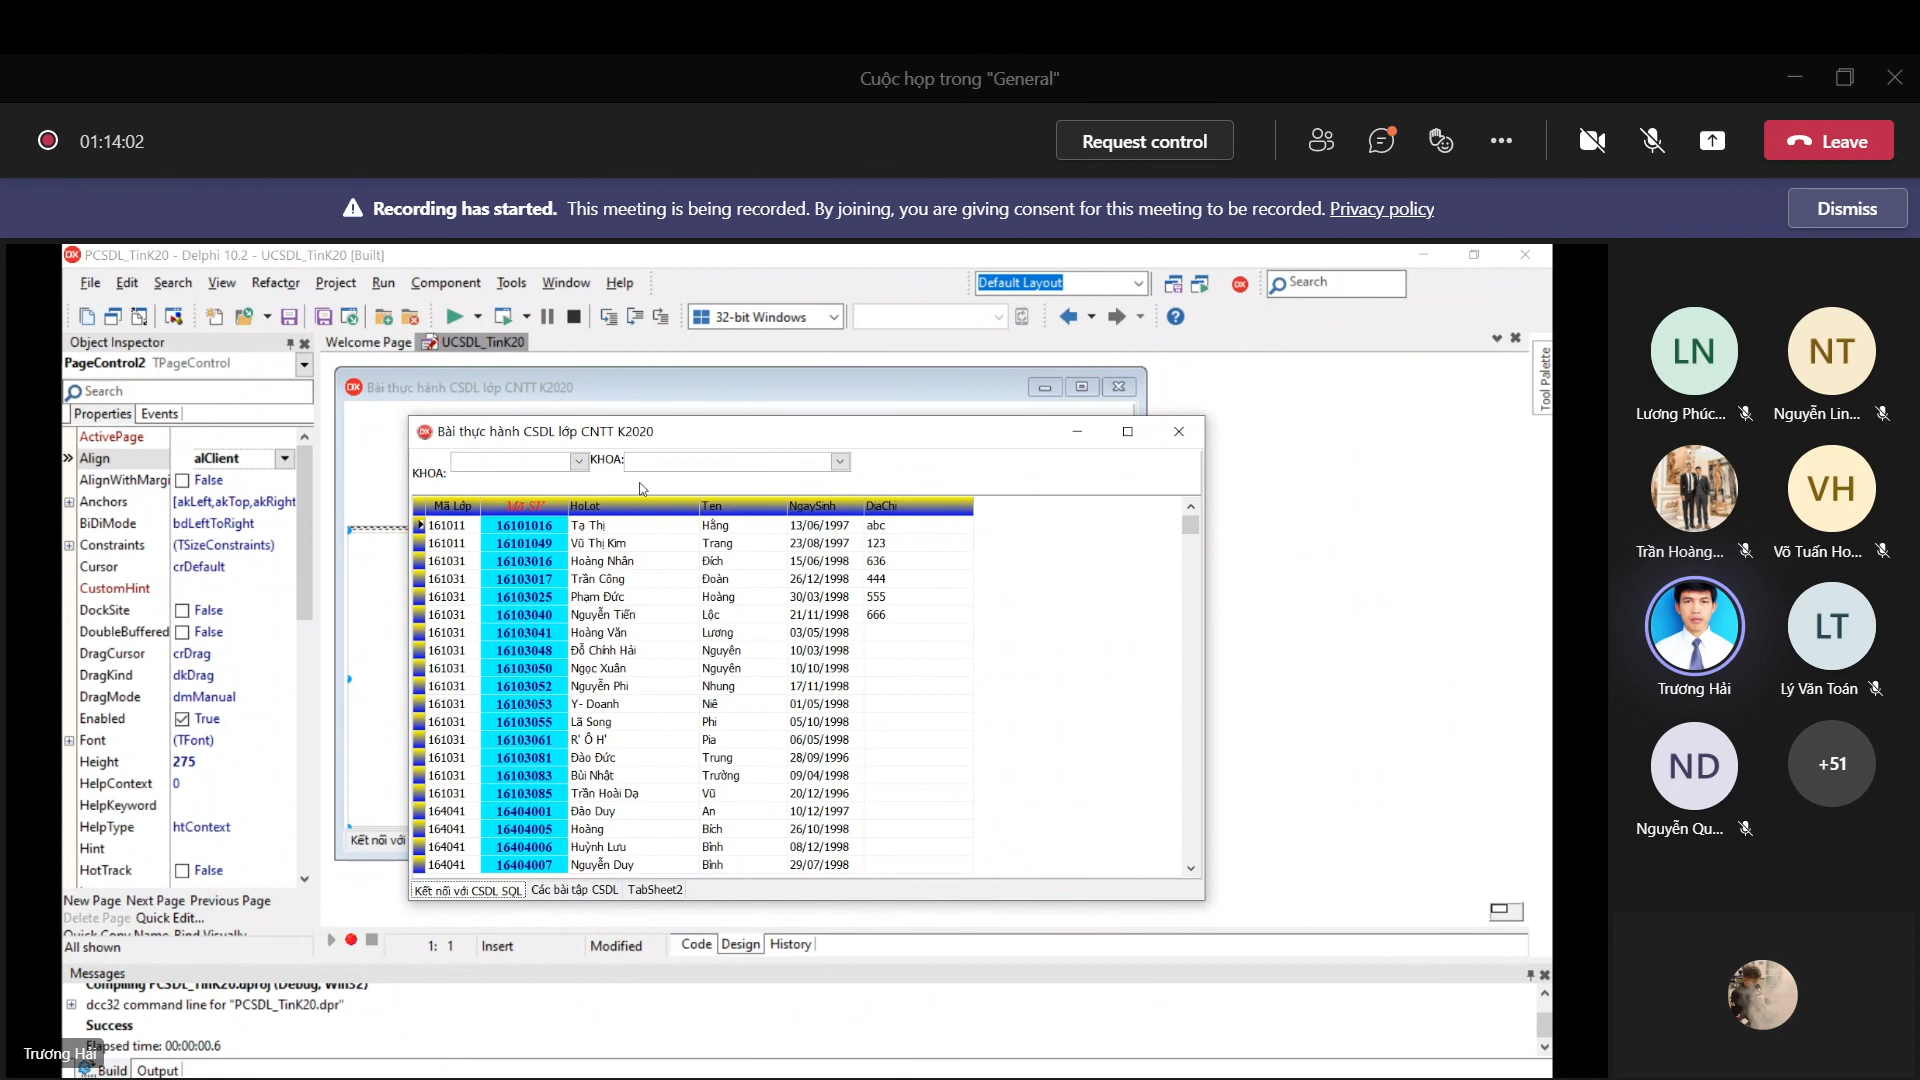 Cuộc họp trong "General"
01:14:02
Request control
Leave
Recording has started. This meeting is being recorded. By joining, you are giving consent for this meeting to be recorded. Privacy policy
Dismiss
PCSDL_TinK20 - Delphi 10.2 - UCSDL_TinK20 [Built]
File Edit Search View Refactor Project Run Component Tools Window Help
Default Layout
Search
32-bit Windows
Object Inspector
Welcome Page UCSDL_TinK20
PageControl2 TPageControl
Search
Properties Events
ActivePage
Align alClient
AlignWithMargi False
Anchors [akLeft,akTop,akRight
BiDiMode bdLeftToRight
Constraints (TSizeConstraints)
Cursor crDefault
CustomHint
DockSite False
DoubleBuffered False
DragCursor crDrag
DragKind dkDrag
DragMode dmManual
Enabled True
Font (TFont)
Height 275
HelpContext 0
HelpKeyword
HelpType htContext
Hint
HotTrack False
New Page Next Page Previous Page
Delete Page Quick Edit...
Quick Copy Name Bind Visually...
All shown
Tool Palette
Bài thực hành CSDL lớp CNTT K2020
Kết nối với
Bài thực hành CSDL lớp CNTT K2020
KHOA: KHOA:
Mã Lớp Mã SV HoLot Ten NgaySinh DiaChi
161011 16101016 Tạ Thị Hằng 13/06/1997 abc
161011 16101049 Vũ Thị Kim Trang 23/08/1997 123
161031 16103016 Hoàng Nhân Đích 15/06/1998 636
161031 16103017 Trần Công Đoàn 26/12/1998 444
161031 16103025 Phạm Đức Hoàng 30/03/1998 555
161031 16103040 Nguyễn Tiến Lộc 21/11/1998 666
161031 16103041 Hoàng Văn Lương 03/05/1998
161031 16103048 Đỗ Chính Hải Nguyên 10/03/1998
161031 16103050 Ngọc Xuân Nguyên 10/10/1998
161031 16103052 Nguyễn Phi Nhung 17/11/1998
161031 16103053 Y- Doanh Niê 01/05/1998
161031 16103055 Lã Song Phi 05/10/1998
161031 16103061 R' Ô H' Pia 06/05/1998
161031 16103081 Đào Đức Trung 28/09/1996
161031 16103083 Bùi Nhật Trường 09/04/1998
161031 16103085 Trần Hoài Dạ Vũ 20/12/1996
164041 16404001 Đào Duy An 10/12/1997
164041 16404005 Hoàng Bích 26/10/1998
164041 16404006 Huỳnh Lưu Bình 08/12/1998
164041 16404007 Nguyễn Duy Bình 29/07/1998
Kết nối với CSDL SQL Các bài tập CSDL TabSheet2
1: 1 Insert Modified Code Design History
Messages
Compiling PCSDL_TinK20.dproj (Debug, Win32)
dcc32 command line for "PCSDL_TinK20.dpr"
Success
Elapsed time: 00:00:00.6
Build Output
Trương Hải
LN
Lương Phúc...
NT
Nguyễn Lin...
Trần Hoàng...
VH
Võ Tuấn Ho...
Trương Hải
LT
Lý Văn Toán
ND
Nguyễn Qu...
+51